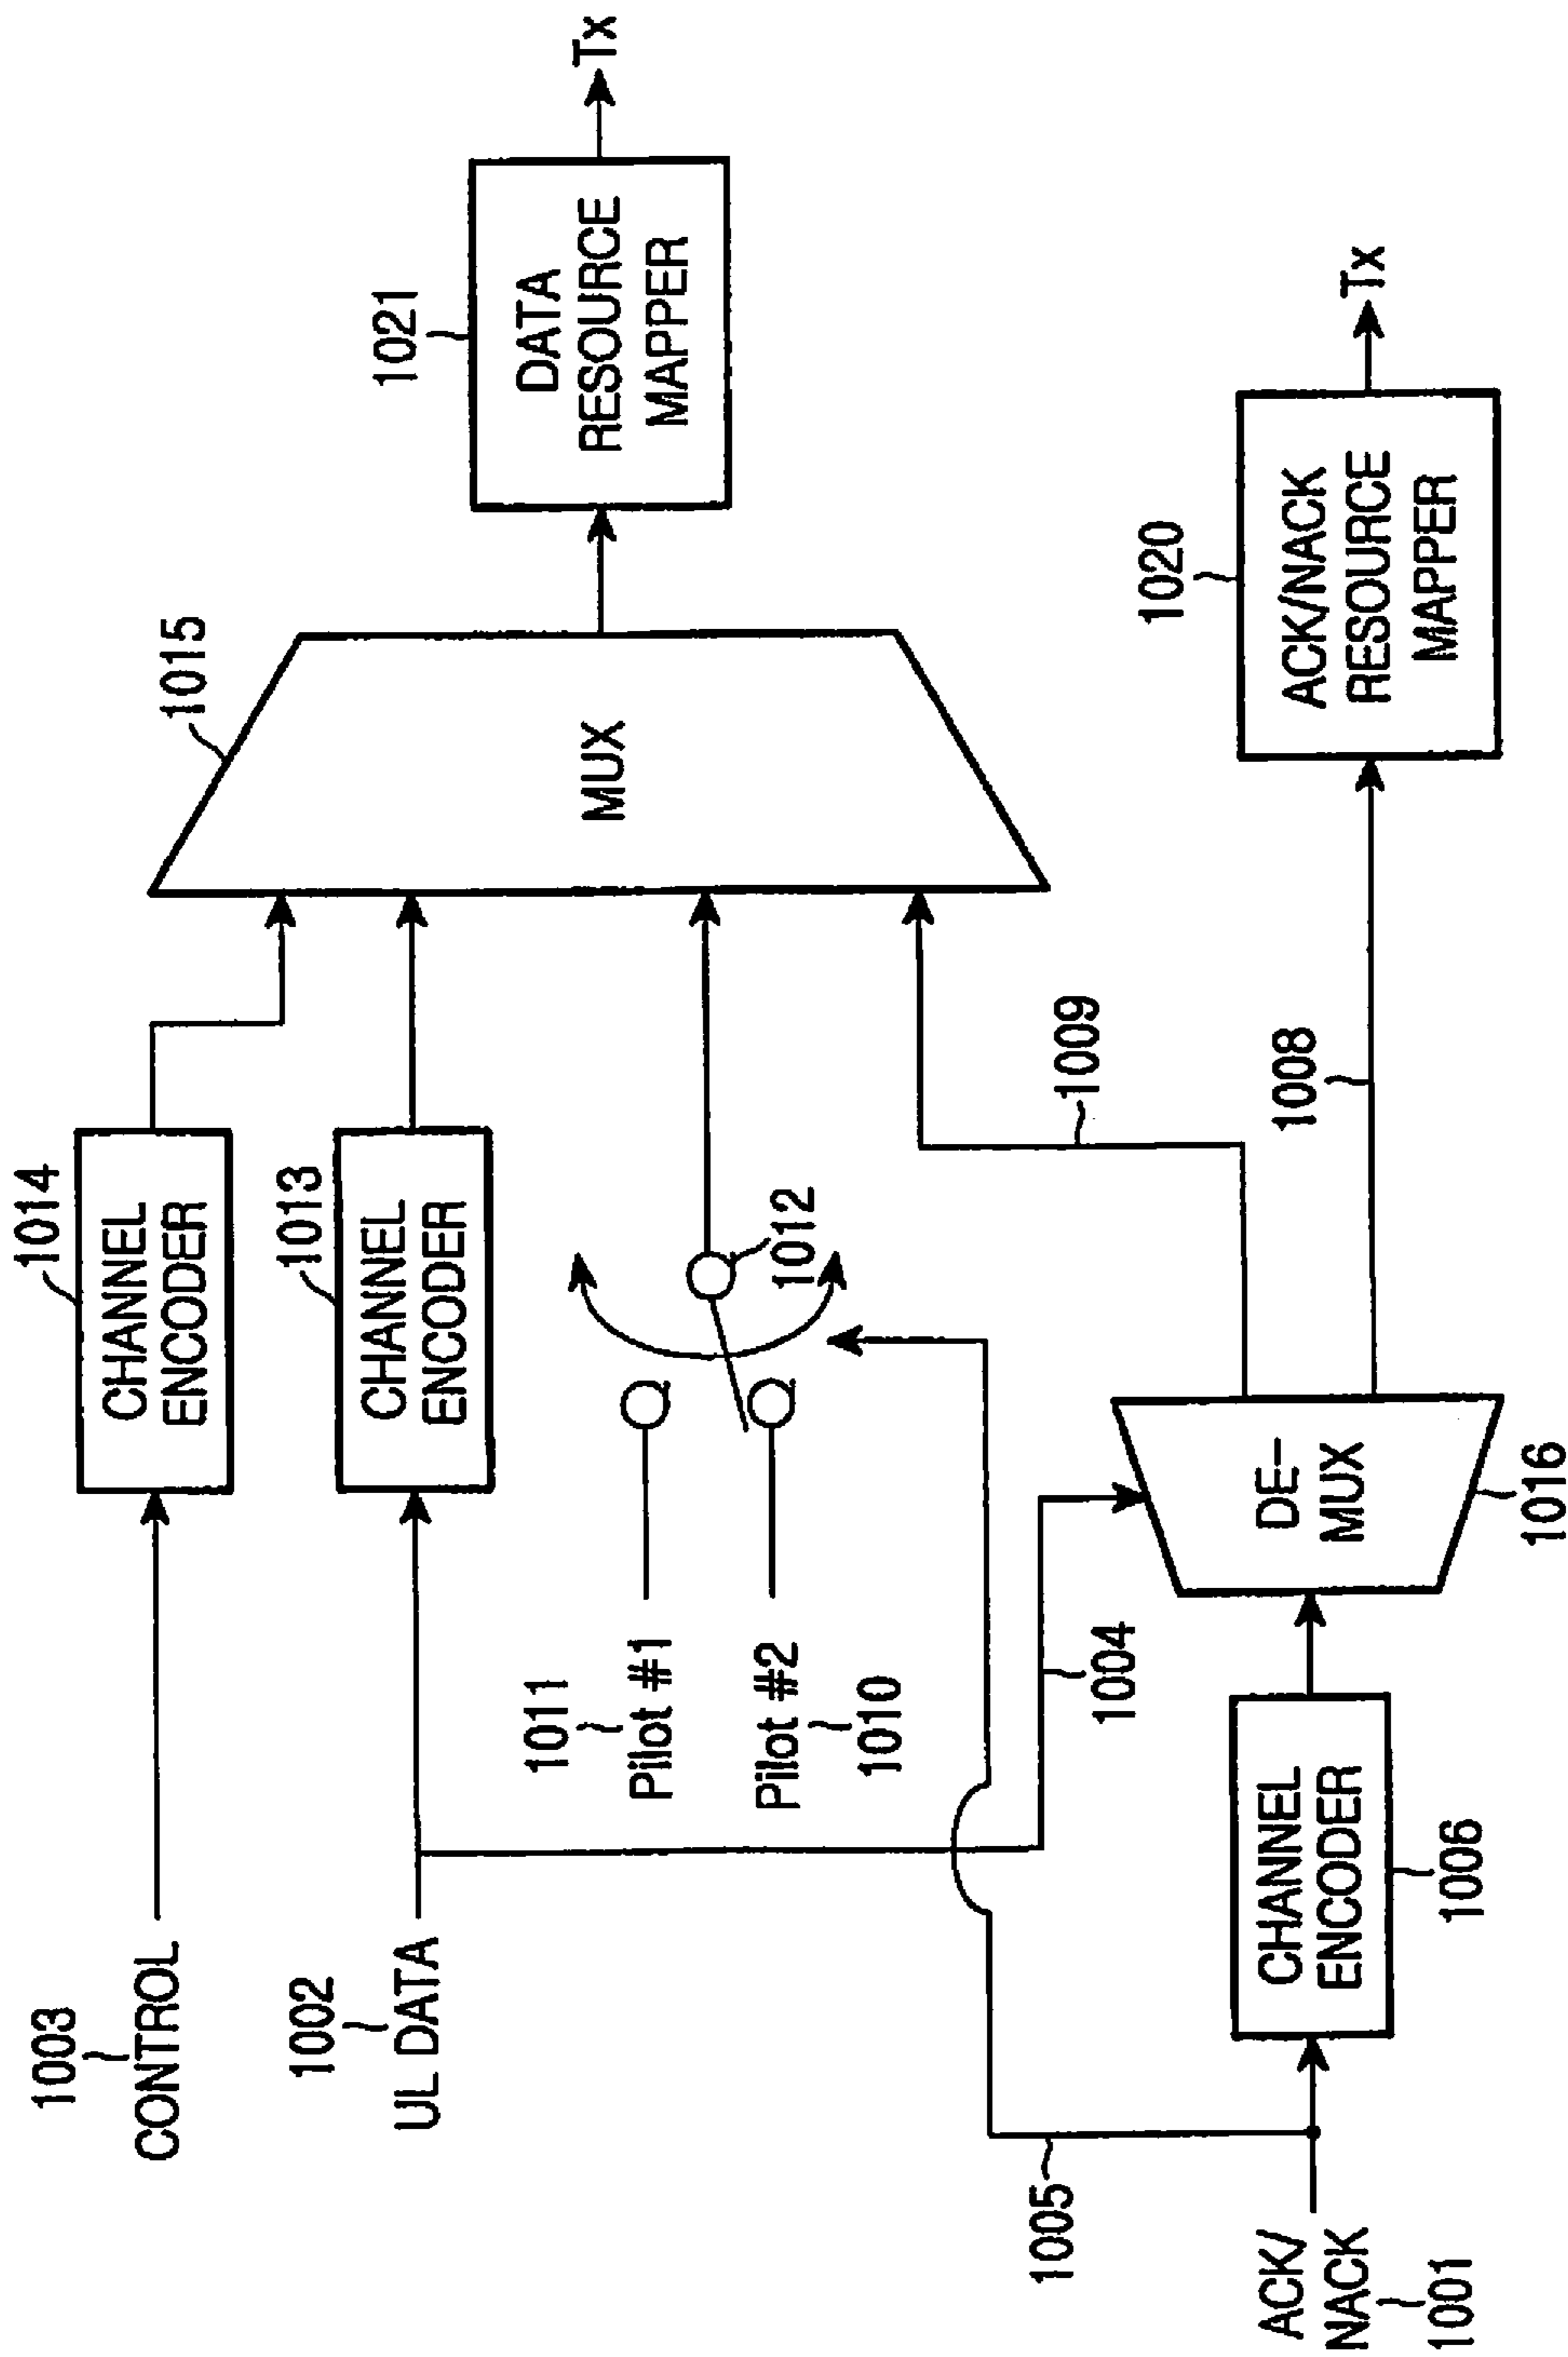 1003
CONTROL
1014
CHANNEL
ENCODER
1002
UL DATA
1013
CHANNEL
ENCODER
1015
MUX
1021
DATA
RESOURCE
MAPPER
Tx
1011
Pilot #1
Pilot #2
1010
1012
1005
1004
1009
1008
ACK/
NACK
1001
CHANNEL
ENCODER
1006
DE-
MUX
1016
1020
ACK/NACK
RESOURCE
MAPPER
Tx